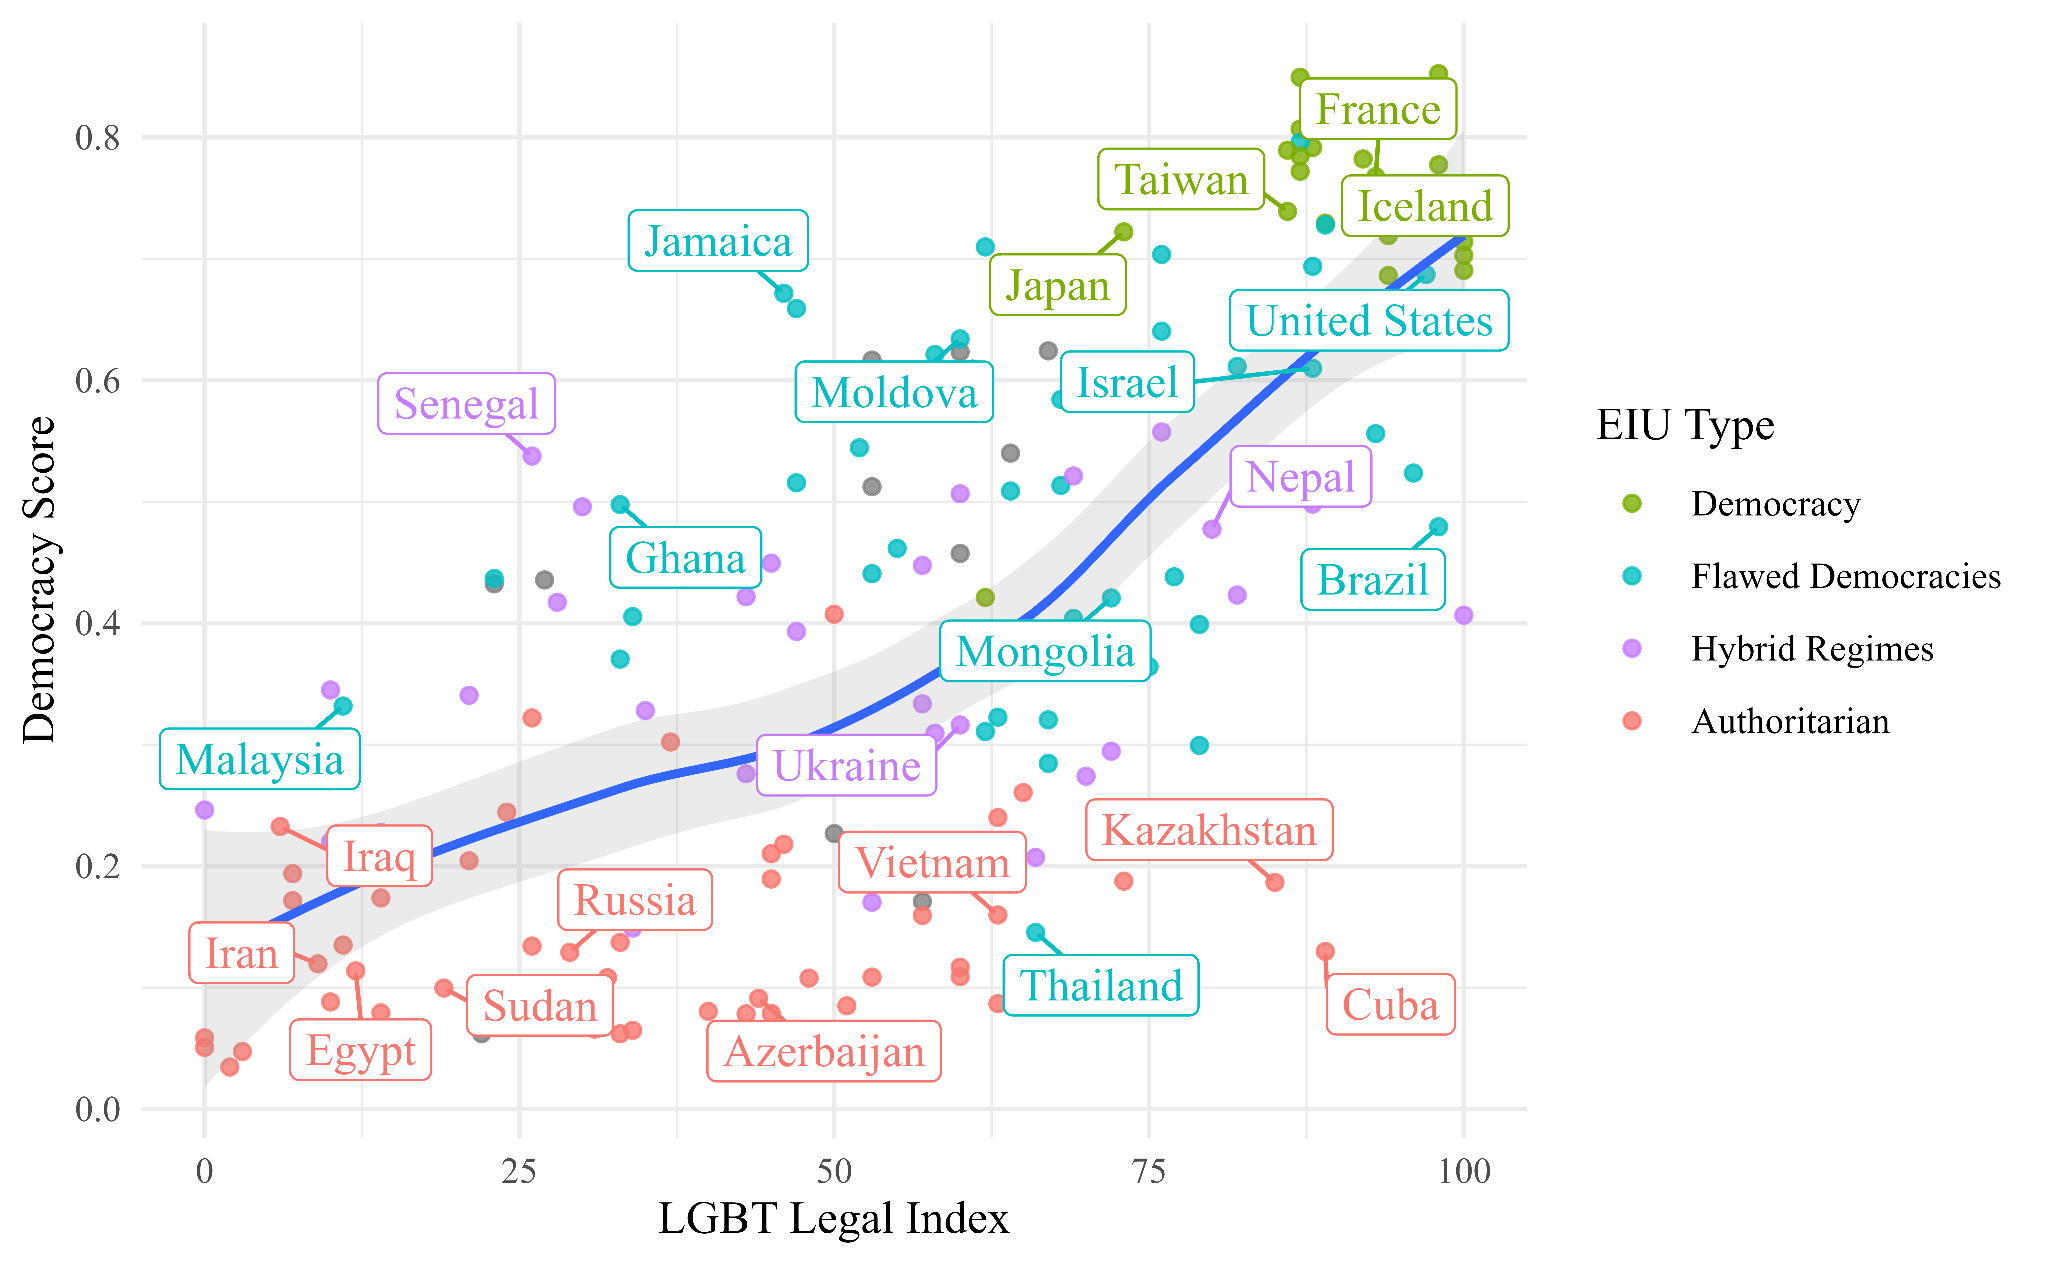 France
Taiwan
Iceland
Jamaica
Japan
United States
Moldova
Israel
Senegal
Nepal
Ghana
Brazil
Mongolia
Malaysia
Ukraine
Kazakhstan
Iraq
Vietnam
Russia
Iran
Thailand
Sudan
Cuba
Egypt
Azerbaijan
0.8
0.6
0.4
0.2
0.0
0 25 50 75 100
LGBT Legal Index
Democracy Score
EIU Type
Democracy
Flawed Democracies
Hybrid Regimes
Authoritarian